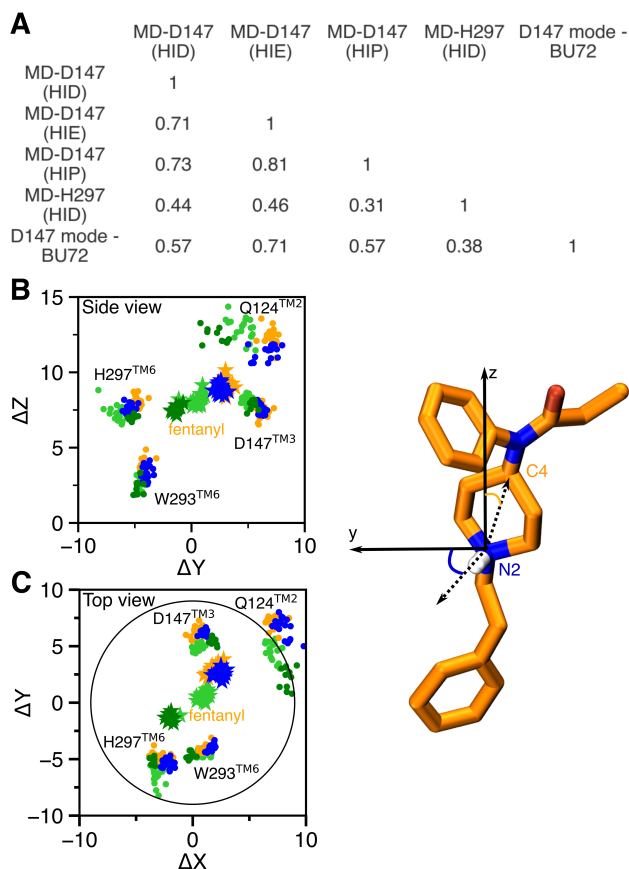 A
MD-D147 MD-D147 MD-D147 MD-H297 D147 mode -
(HID) (HIE) (HIP) (HID) BU72
MD-D147
(HID) 1
MD-D147
(HIE) 0.71 1
MD-D147
(HIP) 0.73 0.81 1
MD-H297
(HID) 0.44 0.46 0.31 1
D147 mode -
BU72 0.57 0.71 0.57 0.38 1
B
15
Side view
Q124TM2
10
H297TM6
ΔZ
fentanyl
D147TM3
5
W293TM6
0
−10 0 10
ΔY
C
10
Top view
Q124TM2
D147TM3
5
ΔY
0
fentanyl
H297TM6
−5
W293TM6
−10
−10 0 10
ΔX
z
C4
y
N2